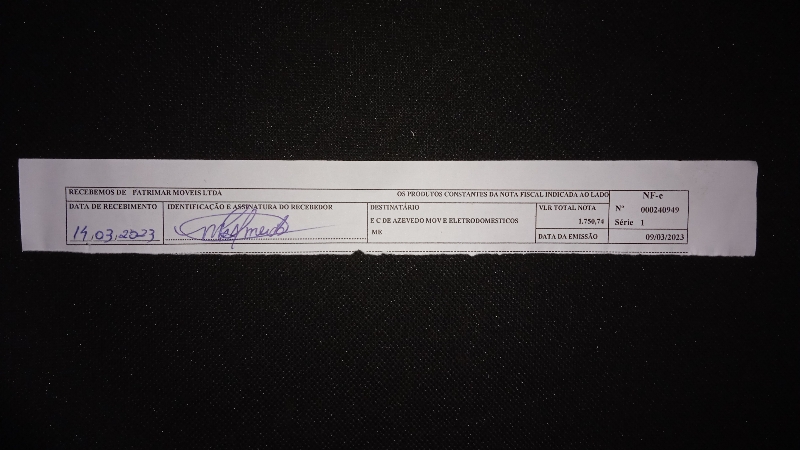 RECEBEMOS DE PATRIMAR MOVEIS LTDA OS PRODUTOS CONSTANTES DA NOTA FISCAL INDICADA AO LADO
NF-e
DATA DE RECEBIMENTO
14,03,2023
IDENTIFICAÇÃO E ASSINATURA DO RECEBEDOR
DESTINATÁRIO
E C DE AZEVEDO MOV E ELETRODOMESTICOS
ME
VLR TOTAL NOTA
1.750,74
DATA DA EMISSÃO
09/03/2023
Nº 000240949
Série 1